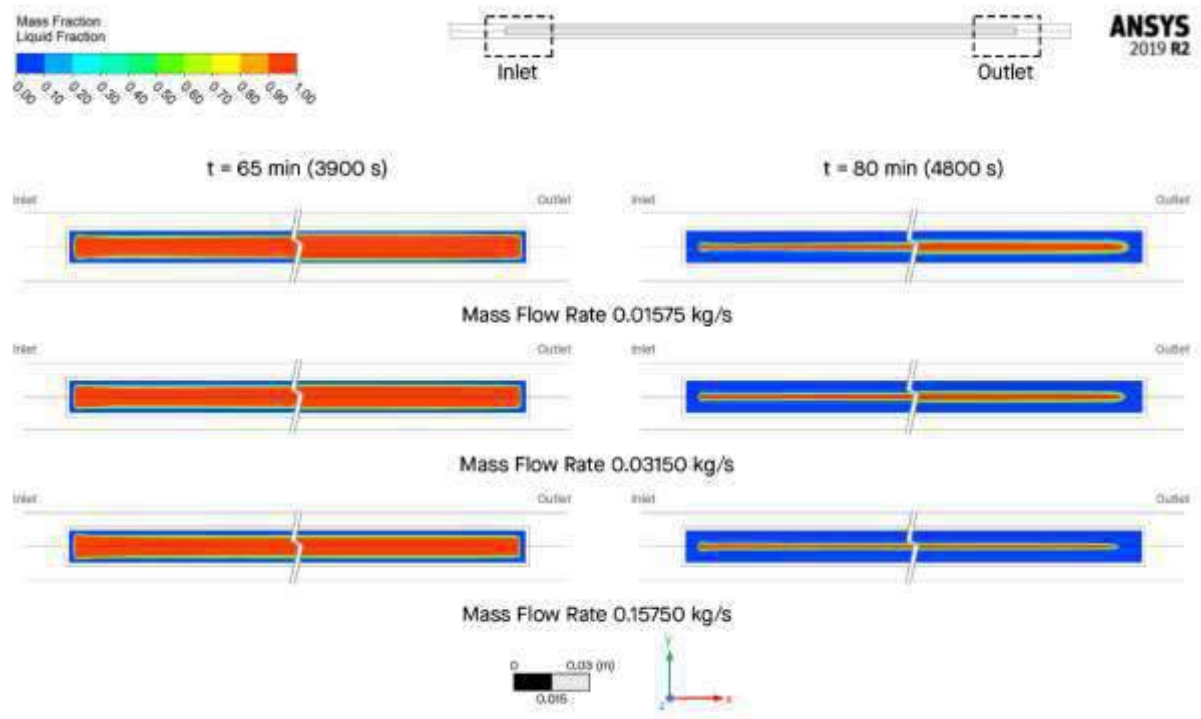 Mass Fraction
Liquid Fraction
0.00 0.10 0.20 0.30 0.40 0.50 0.60 0.70 0.80 0.90 1.00
Inlet
Outlet
ANSYS
2019 R2
t = 65 min (3900 s)
t = 80 min (4800 s)
Inlet
Outlet
Inlet
Outlet
Mass Flow Rate 0.01575 kg/s
Inlet
Outlet
Inlet
Outlet
Mass Flow Rate 0.03150 kg/s
Inlet
Outlet
Inlet
Outlet
Mass Flow Rate 0.15750 kg/s
0
0.03 (m)
0.015
Y
Z
X